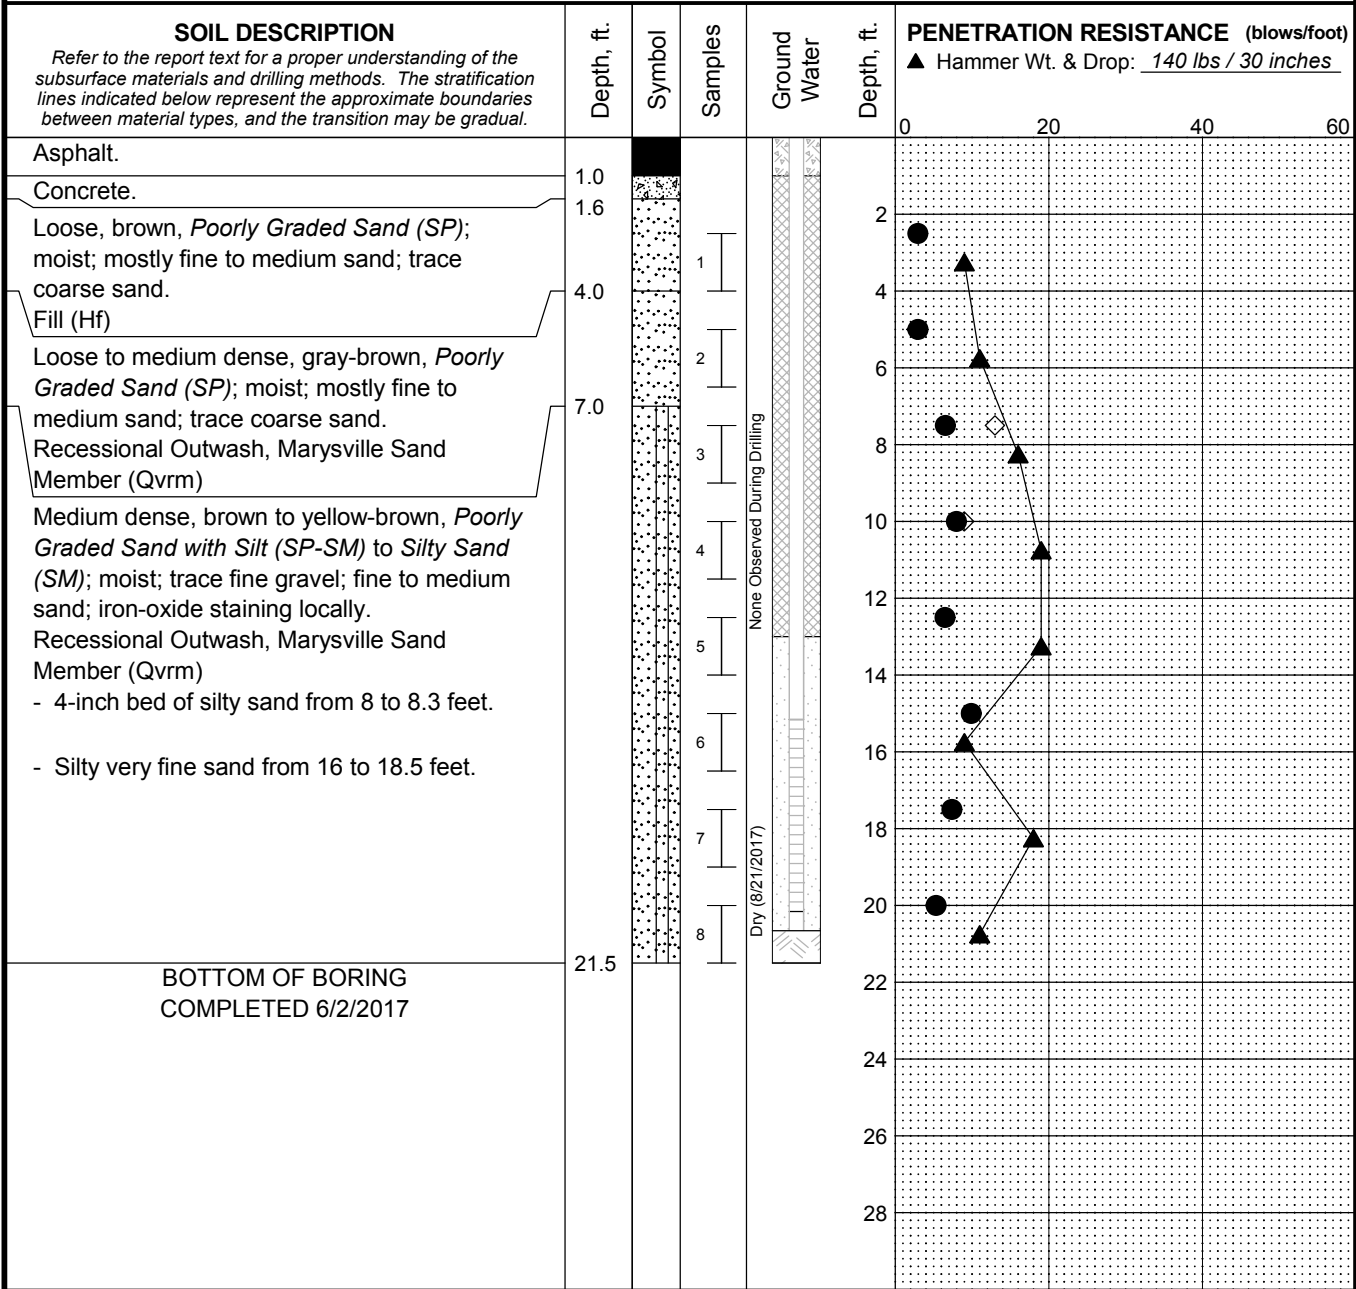 SOIL DESCRIPTION
Refer to the report text for a proper understanding of the
subsurface materials and drilling methods. The stratification
lines indicated below represent the approximate boundaries
between material types, and the transition may be gradual.
Depth, ft.
Symbol
Samples
Ground
Water
Depth, ft.
PENETRATION RESISTANCE (blows/foot)
▲ Hammer Wt. & Drop: 140 lbs / 30 inches
0 20 40 60
Asphalt.
1.0
Concrete.
1.6
Loose, brown, Poorly Graded Sand (SP);
moist; mostly fine to medium sand; trace
coarse sand.
Fill (Hf)
4.0
Loose to medium dense, gray-brown, Poorly
Graded Sand (SP); moist; mostly fine to
medium sand; trace coarse sand.
Recessional Outwash, Marysville Sand
Member (Qvrm)
7.0
Medium dense, brown to yellow-brown, Poorly
Graded Sand with Silt (SP-SM) to Silty Sand
(SM); moist; trace fine gravel; fine to medium
sand; iron-oxide staining locally.
Recessional Outwash, Marysville Sand
Member (Qvrm)
- 4-inch bed of silty sand from 8 to 8.3 feet.
- Silty very fine sand from 16 to 18.5 feet.
21.5
BOTTOM OF BORING
COMPLETED 6/2/2017
1
2
3
4
5
6
7
8
None Observed During Drilling
Dry (8/21/2017)
2
4
6
8
10
12
14
16
18
20
22
24
26
28